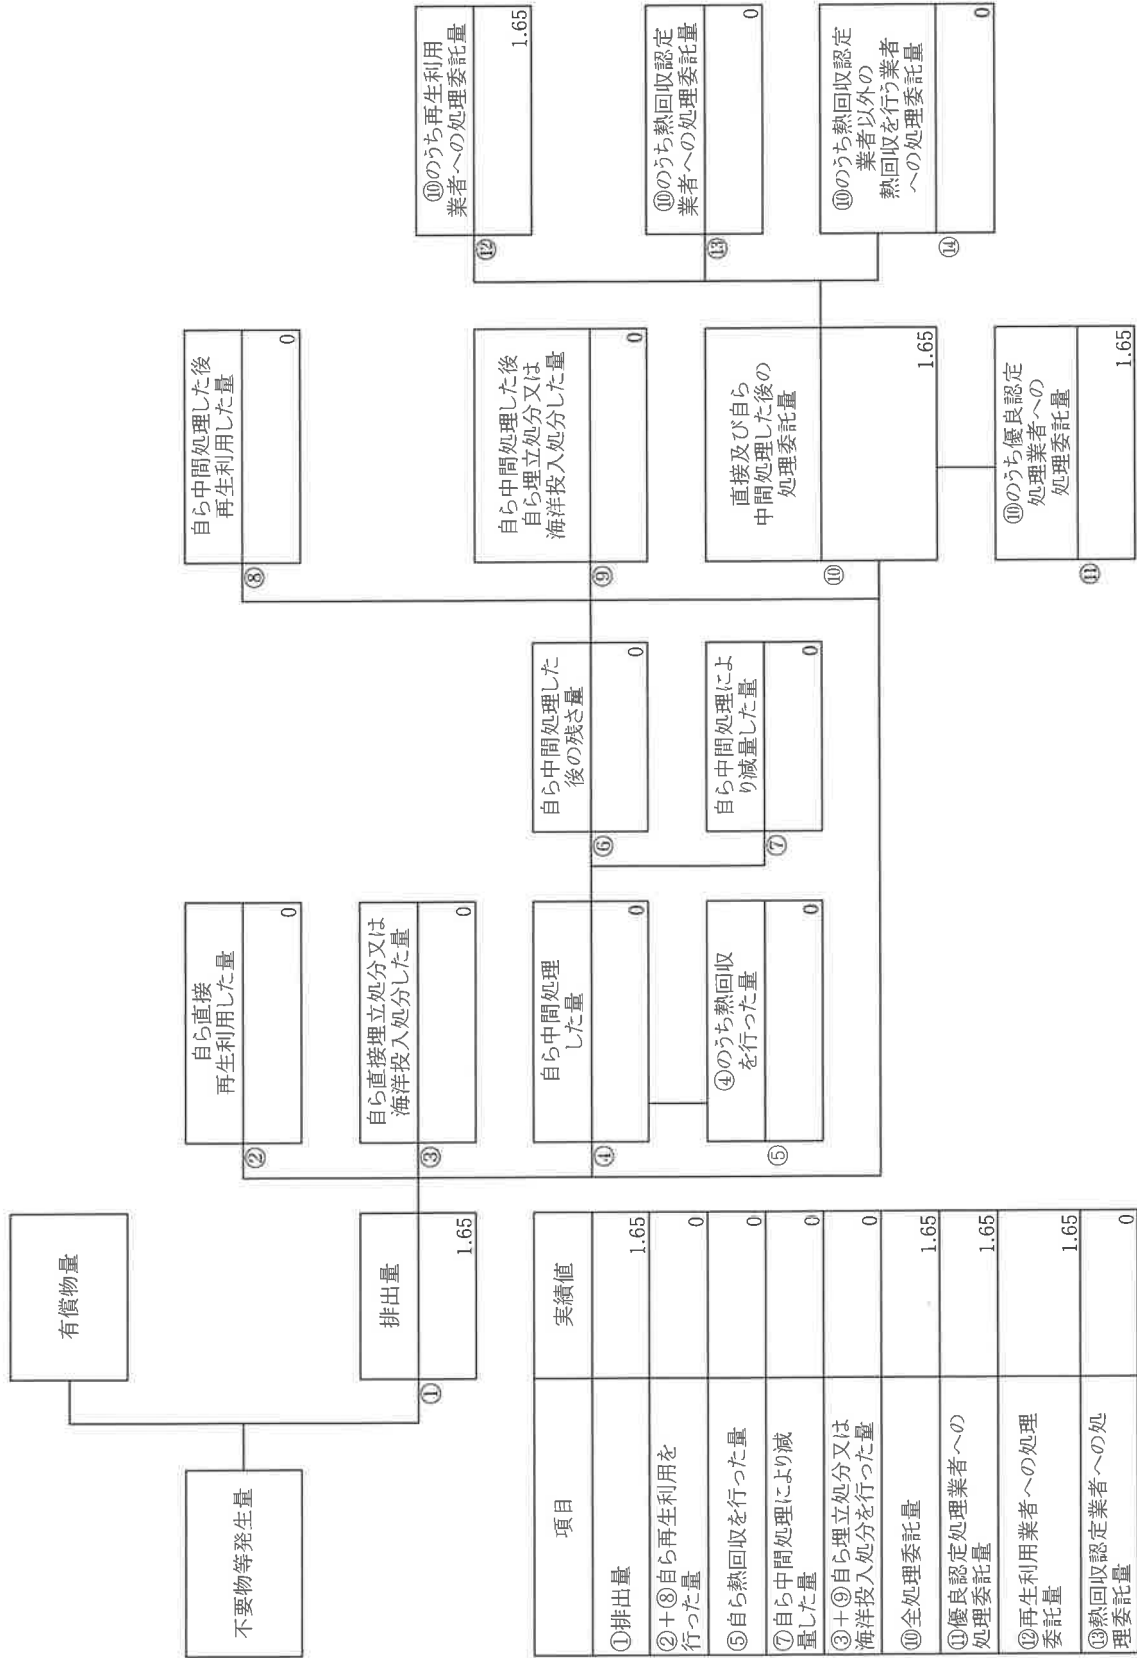 不要物等発生量
有償物量
①
排出量
1.65
②
自ら直接
再生利用した量
0
③
自ら直接埋立処分又は
海洋投入処分した量
0
④
自ら中間処理
した量
0
⑤
④のうち熱回収
を行った量
0
⑥
自ら中間処理した
後の残さ量
0
⑦
自ら中間処理によ
り減量した量
0
⑧
自ら中間処理した後
再生利用した量
0
⑨
自ら中間処理した後
自ら埋立処分又は
海洋投入処分した量
0
⑩
直接及び自ら
中間処理した後の
処理委託量
1.65
⑪
⑩のうち優良認定
処理業者への
処理委託量
1.65
⑫
⑩のうち再生利用
業者への処理委託量
1.65
⑬
⑩のうち熱回収認定
業者への処理委託量
0
⑭
⑩のうち熱回収認定
業者以外の
熱回収を行う業者
への処理委託量
0
項目 実績値
①排出量 1.65
②+⑧自ら再生利用を
行った量 0
⑤自ら熱回収を行った量 0
⑦自ら中間処理により減
量した量 0
③+⑨自ら埋立処分又は
海洋投入処分を行った量 0
⑩全処理委託量 1.65
⑪優良認定処理業者への
処理委託量 1.65
⑫再生利用業者への処理
委託量 1.65
⑬熱回収認定業者への処
理委託量 0